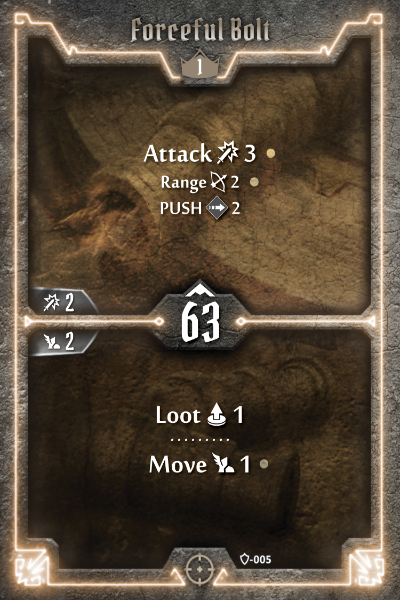 Forceful Bolt
1
Attack 3
Range 2
PUSH 2
2
63
2
Loot 1
Move 1
-005